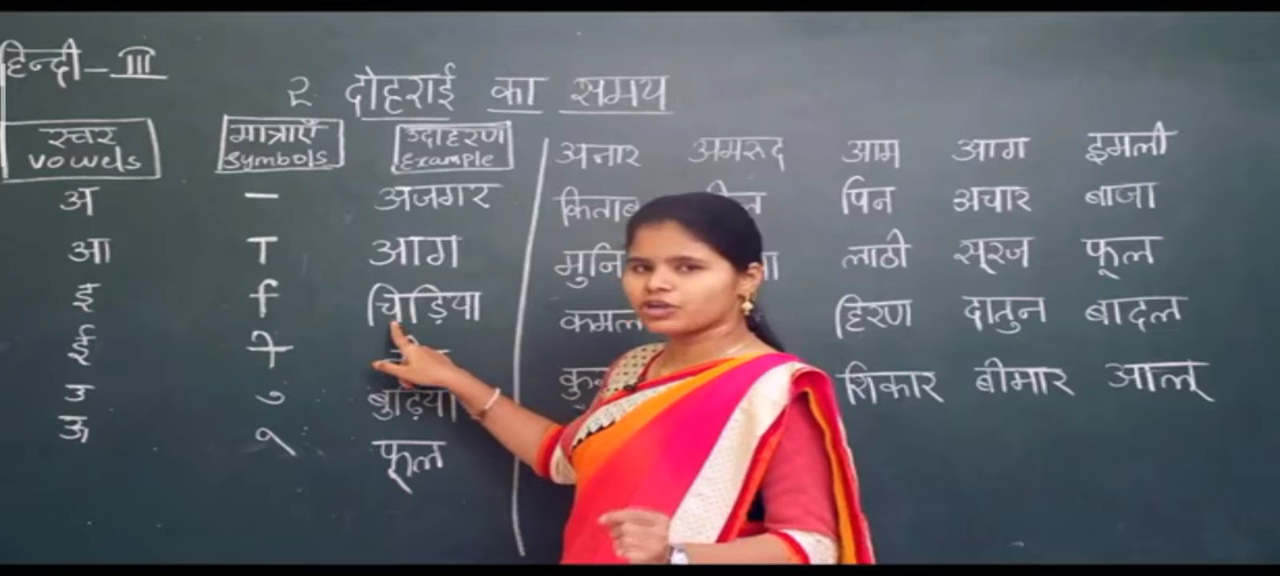 हिन्दी - III
२ दोहराई का समय
स्वर मात्राएँ उदाहरण
vowels symbols Example
अ - अजगर
आ ा आग
इ ि चिड़िया
ई ी
उ ु बुढ़िया
ऊ ू फूल
अनार अमरुद आम आग इमली
किताब पिन अचार बाजा
लाठी सूरज फूल
कमल हिरण दातुन बादल
शिकार बीमार आलू